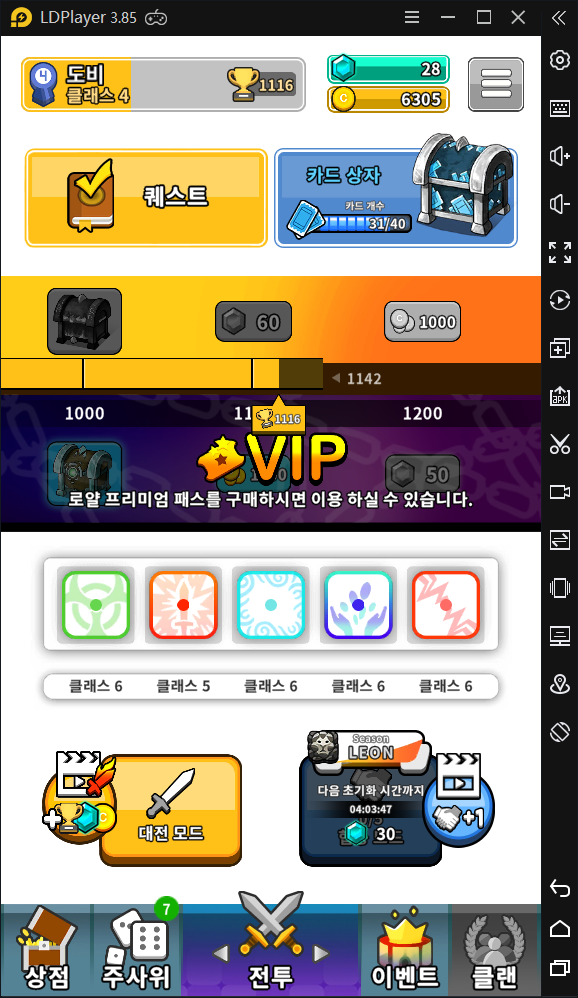 LDPlayer 3.85
4
도비
클래스 4
1116
28
6305
퀘스트
카드 상자
카드 개수
31/40
60
1000
1142
1000
1200
1116
VIP
50
로얄 프리미엄 패스를 구매하시면 이용 하실 수 있습니다.
클래스 6
클래스 5
클래스 6
클래스 6
클래스 6
대전 모드
Season
LEON
다음 초기화 시간까지
04:03:47
30
+1
7
상점
주사위
전투
이벤트
클랜
APK